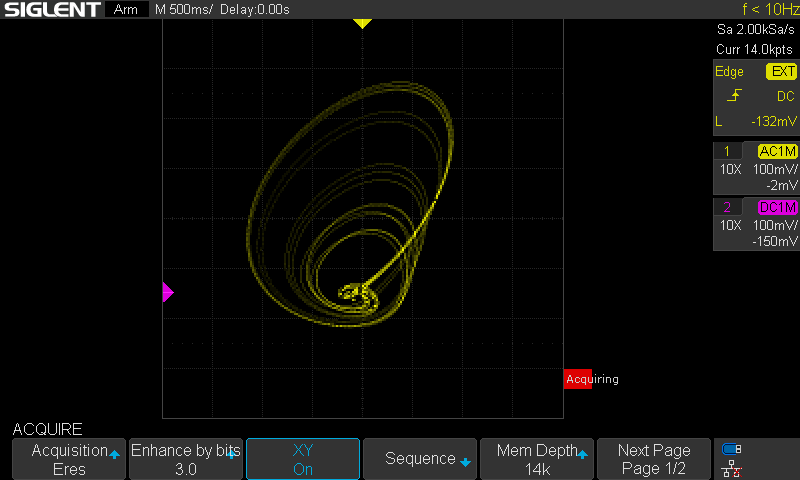 SIGLENT Arm M 500ms/ Delay:0.00s f < 10Hz
Sa 2.00kSa/s
Curr 14.0kpts
Edge EXT
DC
L -132mV
1 AC1M
10X 100mV/
-2mV
2 DC1M
10X 100mV/
-150mV
Acquiring
ACQUIRE
Acquisition
Eres
Enhance by bits
3.0
XY
On
Sequence
Mem Depth
14k
Next Page
Page 1/2